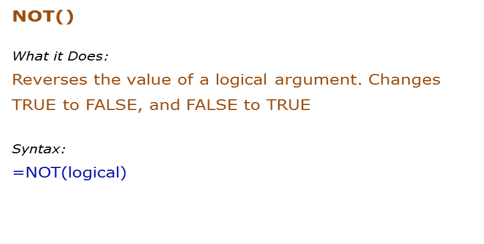 NOT()
What it Does:
Reverses the value of a logical argument. Changes
TRUE to FALSE, and FALSE to TRUE
Syntax:
=NOT(logical)